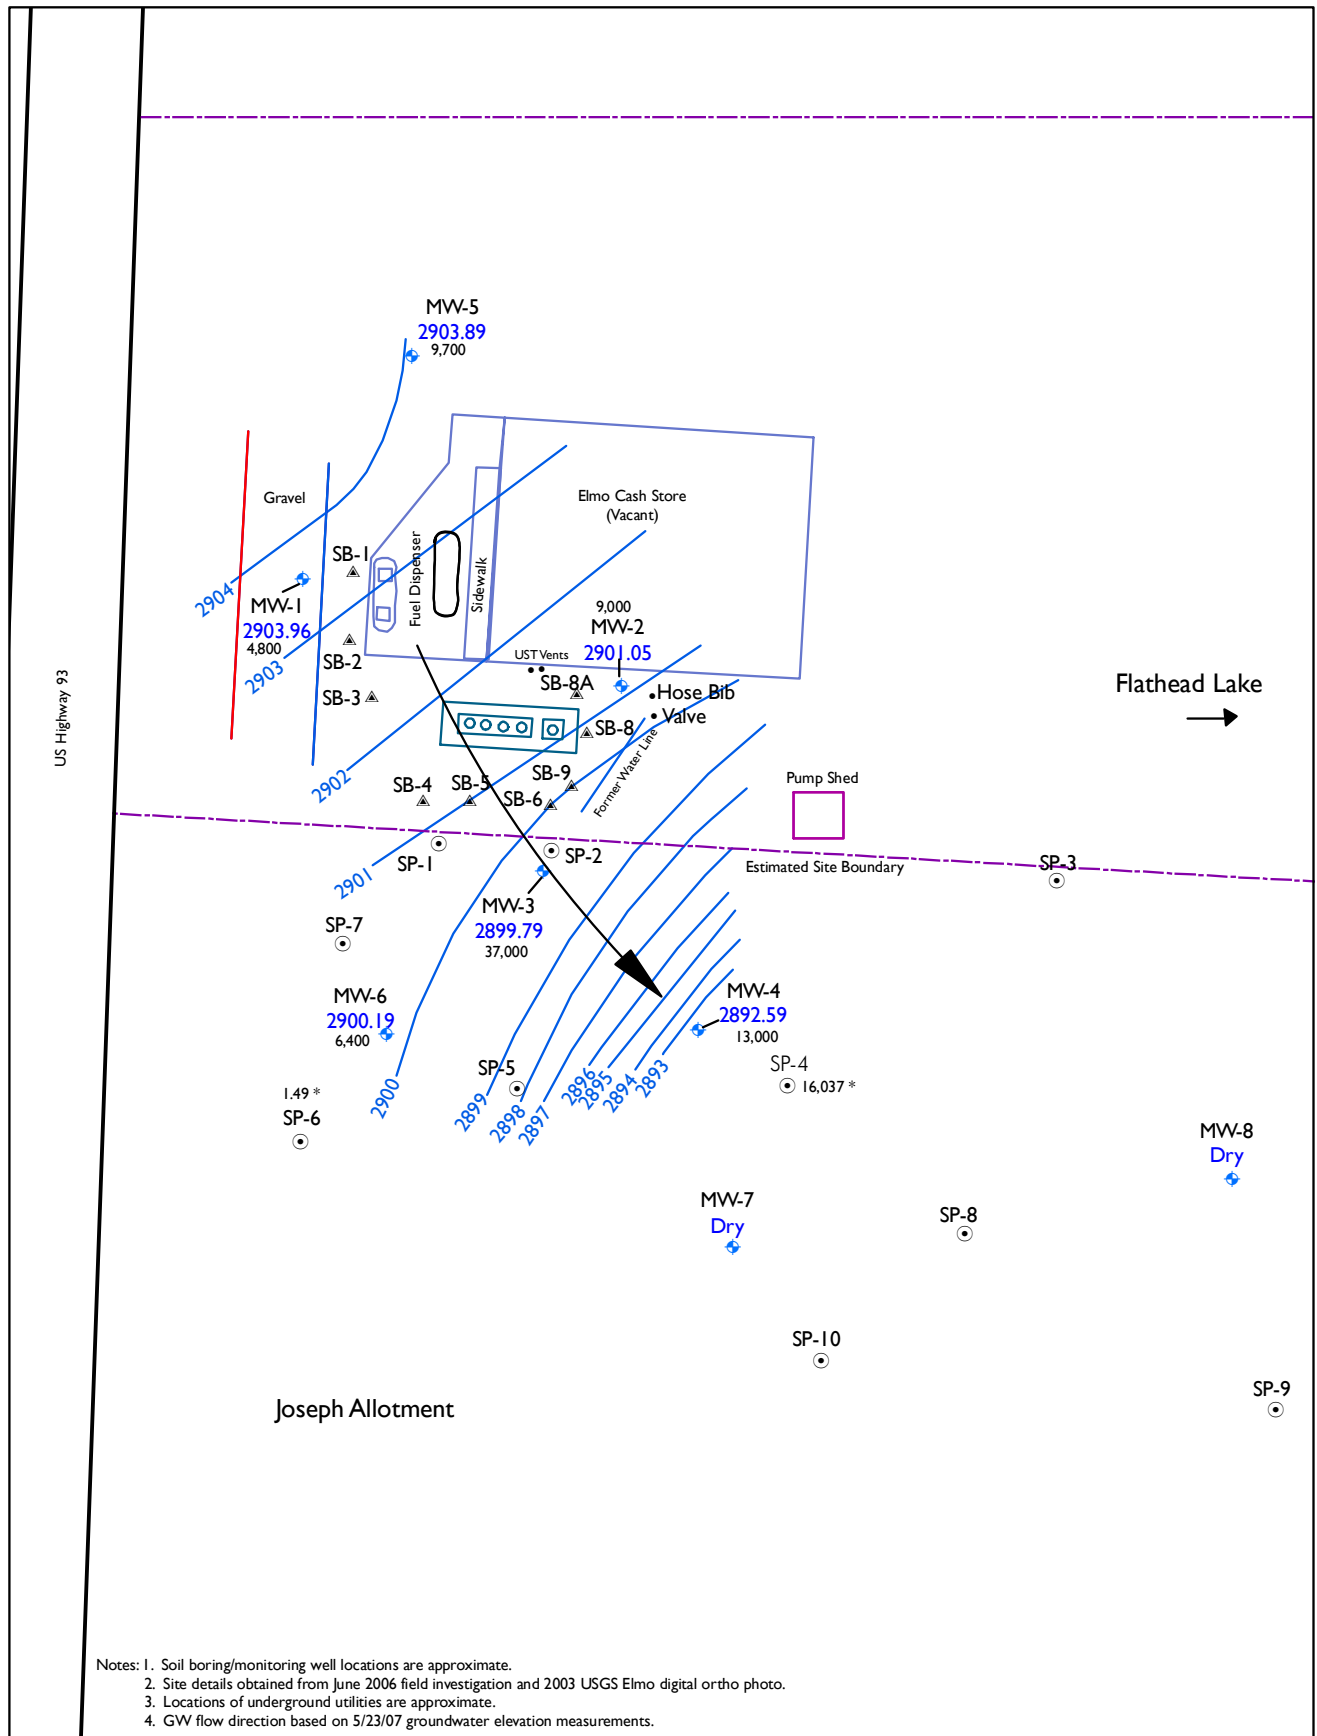 MW-5
2903.89
9,700
Gravel
Elmo Cash Store
(Vacant)
SB-1
Fuel Dispenser
Sidewalk
2904
MW-1
2903.96
4,800
2903
SB-2
SB-3
9,000
MW-2
2901.05
UST Vents
SB-8A
Hose Bib
Valve
SB-8
Former Water Line
US Highway 93
Flathead Lake
2902
SB-4
SB-5
SB-9
SB-6
Pump Shed
SP-1
SP-2
Estimated Site Boundary
SP-3
2901
MW-3
2899.79
37,000
SP-7
MW-6
2900.19
6,400
MW-4
2892.59
13,000
SP-4
16,037 *
SP-5
1.49 *
SP-6
2900
2899
2898
2897
2896
2895
2894
2893
MW-8
Dry
MW-7
Dry
SP-8
SP-10
SP-9
Joseph Allotment
Notes: 1. Soil boring/monitoring well locations are approximate.
2. Site details obtained from June 2006 field investigation and 2003 USGS Elmo digital ortho photo.
3. Locations of underground utilities are approximate.
4. GW flow direction based on 5/23/07 groundwater elevation measurements.